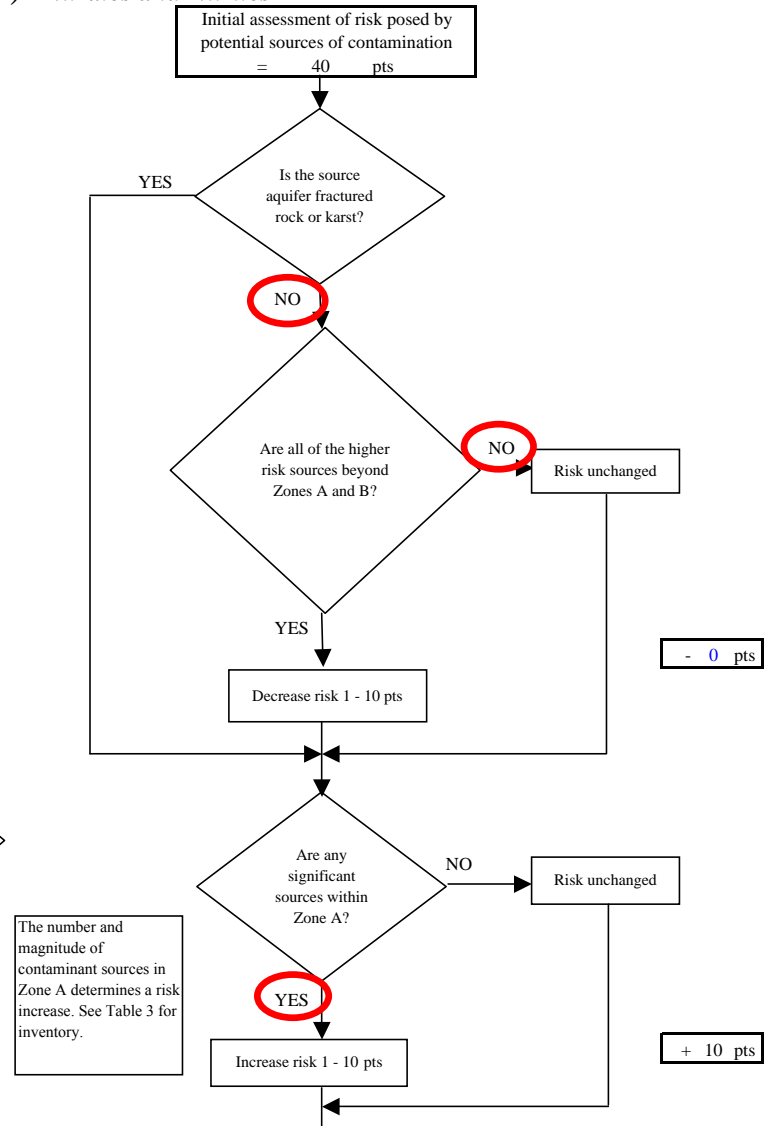 Initial assessment of risk posed by
potential sources of contamination
= 40 pts
YES
Is the source
aquifer fractured
rock or karst?
NO
Are all of the higher
risk sources beyond
Zones A and B?
NO
Risk unchanged
YES
- 0 pts
Decrease risk 1 - 10 pts
Are any
significant
sources within
Zone A?
NO
Risk unchanged
The number and
magnitude of
contaminant sources in
Zone A determines a risk
increase. See Table 3 for
inventory.
YES
Increase risk 1 - 10 pts
+ 10 pts